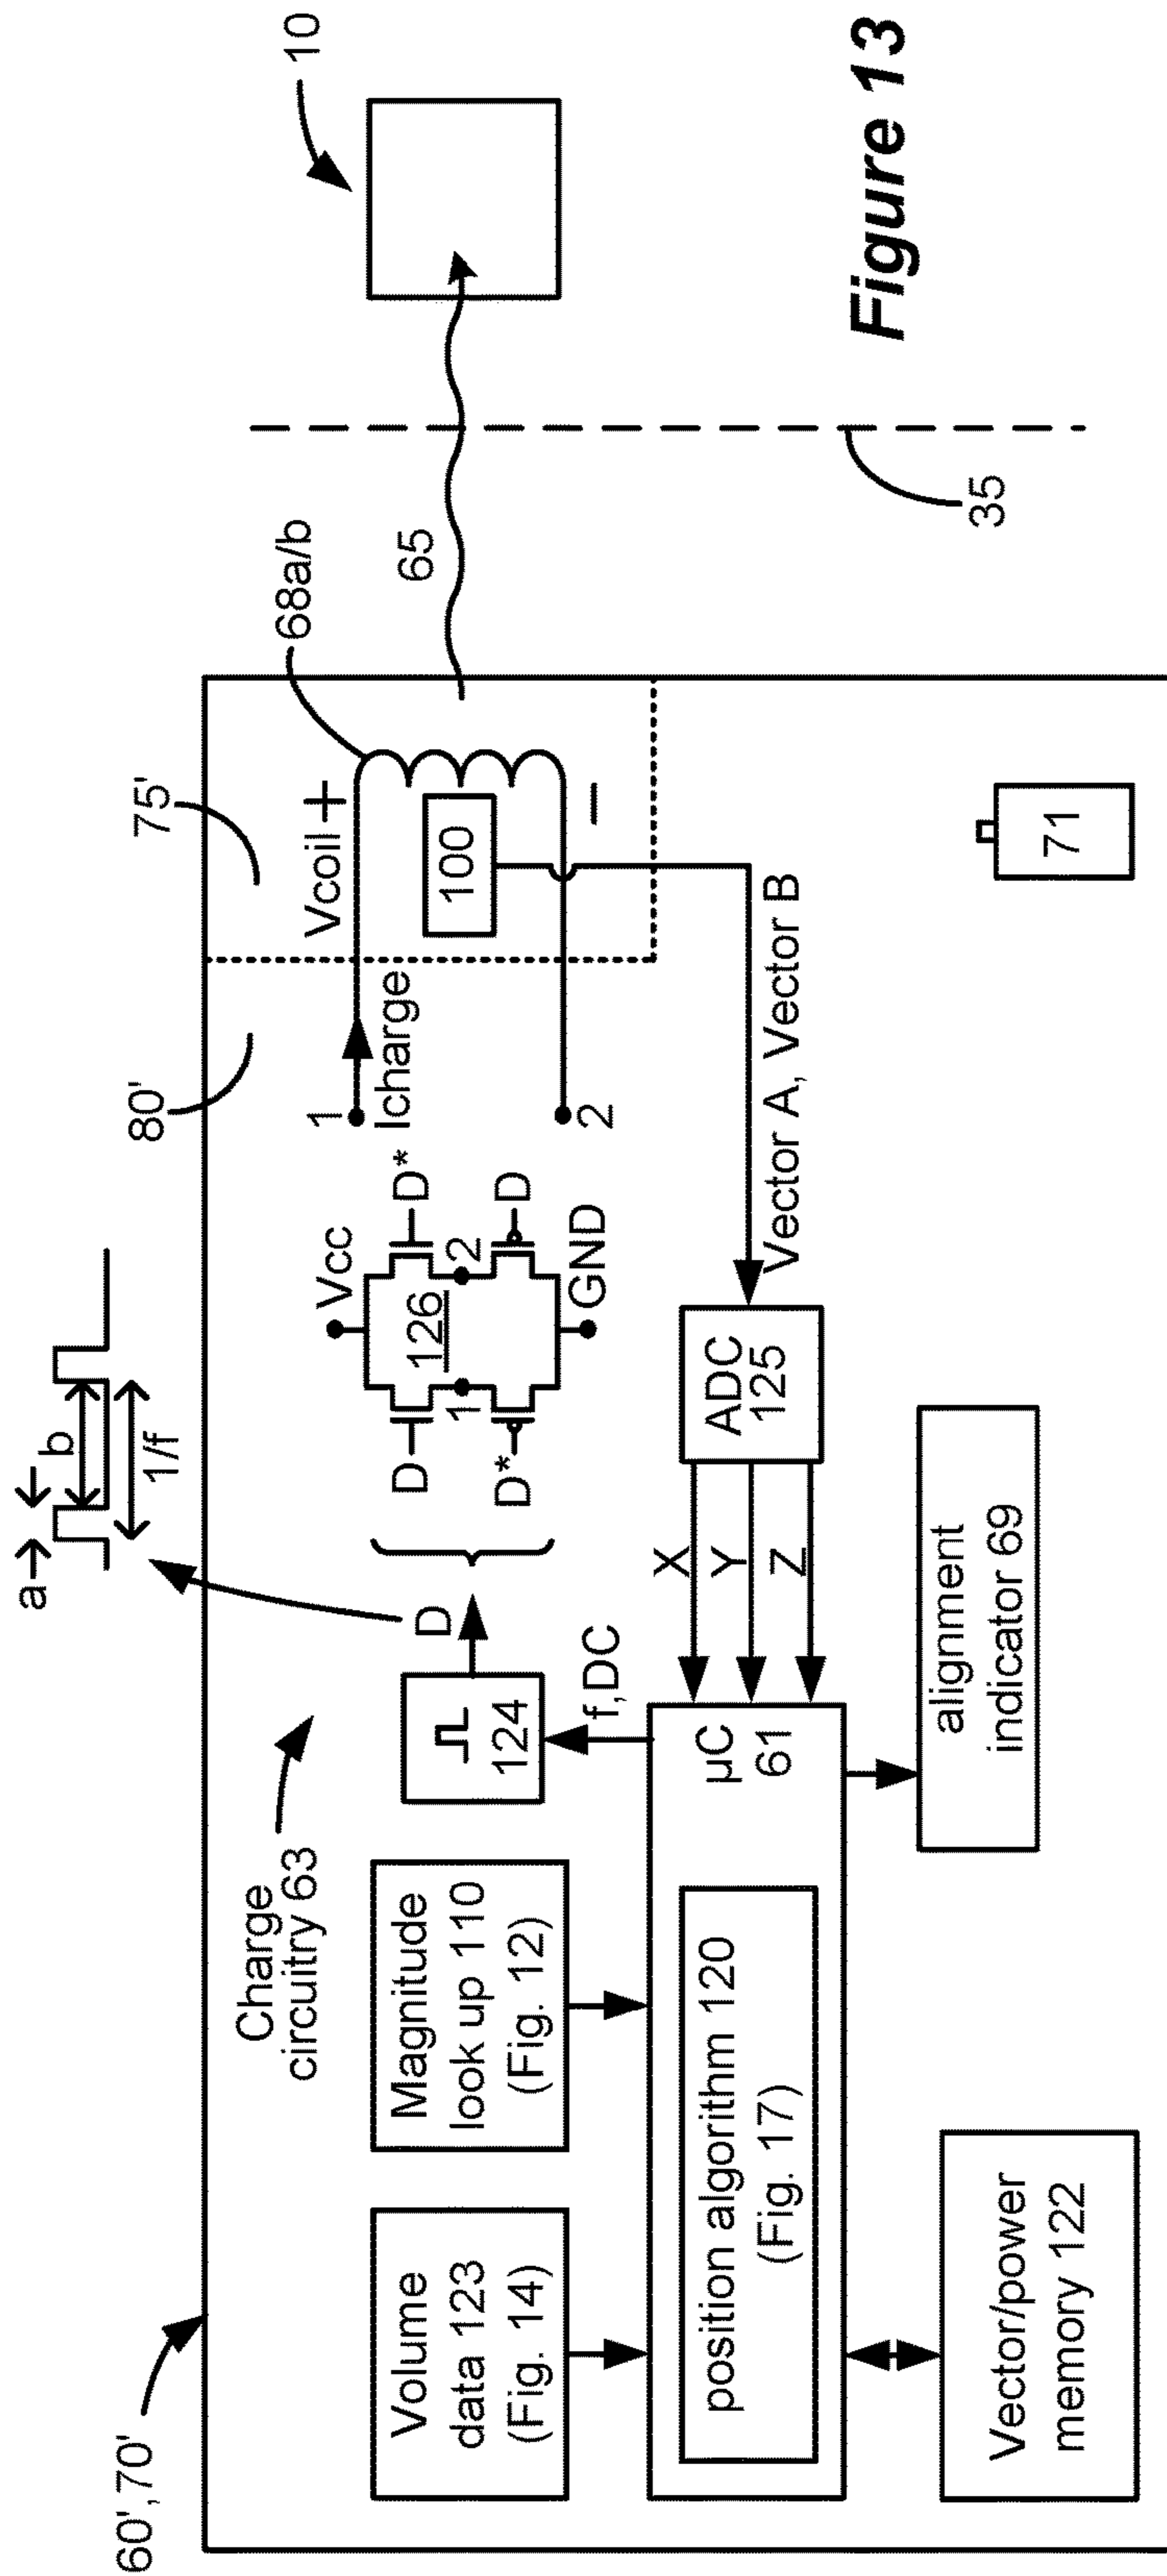 60',70'
Charge
circuitry 63
a
b
1/f
80'
75'
10
Volume
data 123
(Fig. 14)
Magnitude
look up 110
(Fig. 12)
124
D
D
D*
Vcc
126
1
2
D*
D
GND
1
Icharge
2
Vcoil
+
100
–
68a/b
65
f,DC
position algorithm 120
(Fig. 17)
µC
61
X
Y
Z
ADC
125
Vector A, Vector B
35
Vector/power
memory 122
alignment
indicator 69
71
Figure 13